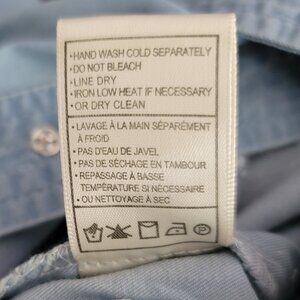 •HAND WASH COLD SEPARATELY
•DO NOT BLEACH
•LINE DRY
•IRON LOW HEAT IF NECESSARY
•OR DRY CLEAN
•LAVAGE À LA MAIN SÉPARÉMENT
À FROID
•PAS D'EAU DE JAVEL
•PAS DE SÉCHAGE EN TAMBOUR
•REPASSAGE À BASSE
TEMPÉRATURE SI NÉCESSAIRE
•OU NETTOYAGE À SEC
P